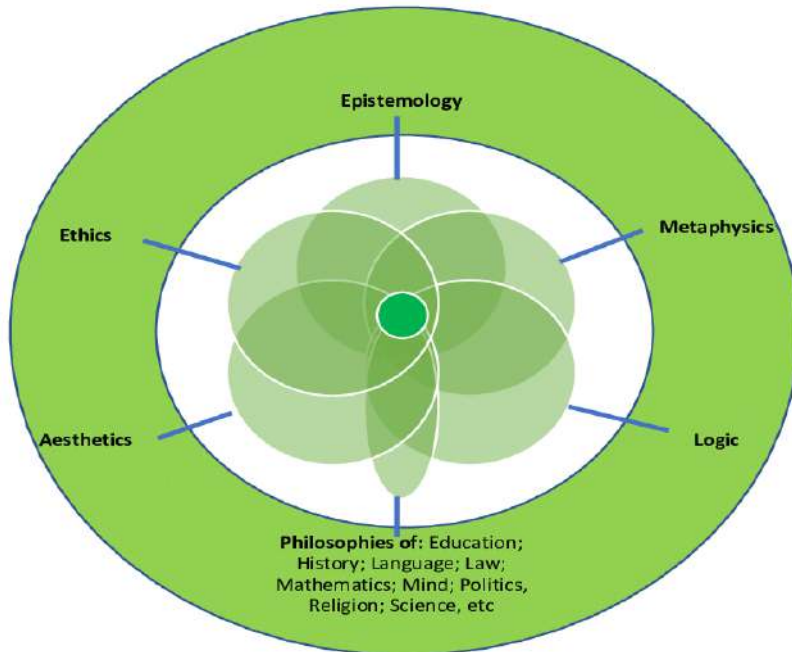 Epistemology
Ethics
Metaphysics
Aesthetics
Logic
Philosophies of: Education;
History; Language; Law;
Mathematics; Mind; Politics,
Religion; Science, etc